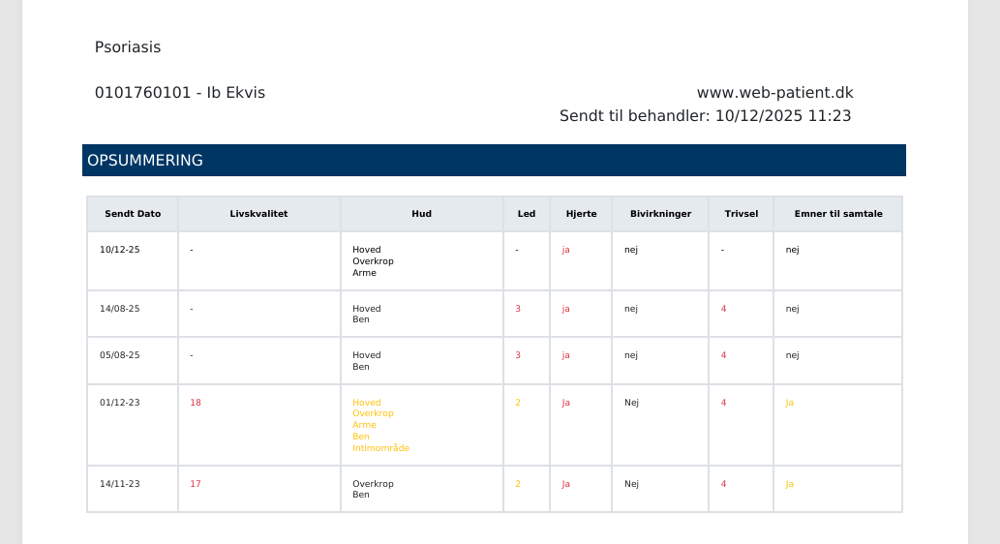 Psoriasis
0101760101 - Ib Ekvis
www.web-patient.dk
Sendt til behandler: 10/12/2025 11:23
OPSUMMERING
Sendt Dato Livskvalitet Hud Led Hjerte Bivirkninger Trivsel Emner til samtale
10/12-25 - Hoved - ja nej - nej
Overkrop
Arme
14/08-25 - Hoved 3 ja nej 4 nej
Ben
05/08-25 - Hoved 3 ja nej 4 nej
Ben
01/12-23 18 Hoved 2 Ja Nej 4 Ja
Overkrop
Arme
Ben
Intimområde
14/11-23 17 Overkrop 2 Ja Nej 4 Ja
Ben